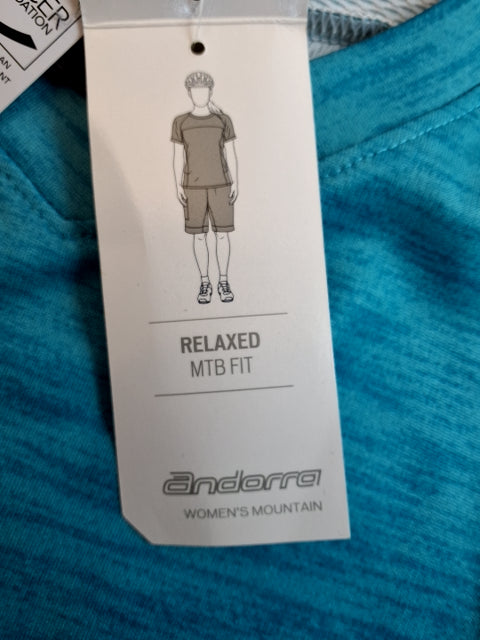 RELAXED
MTB FIT
andorra
WOMEN'S MOUNTAIN